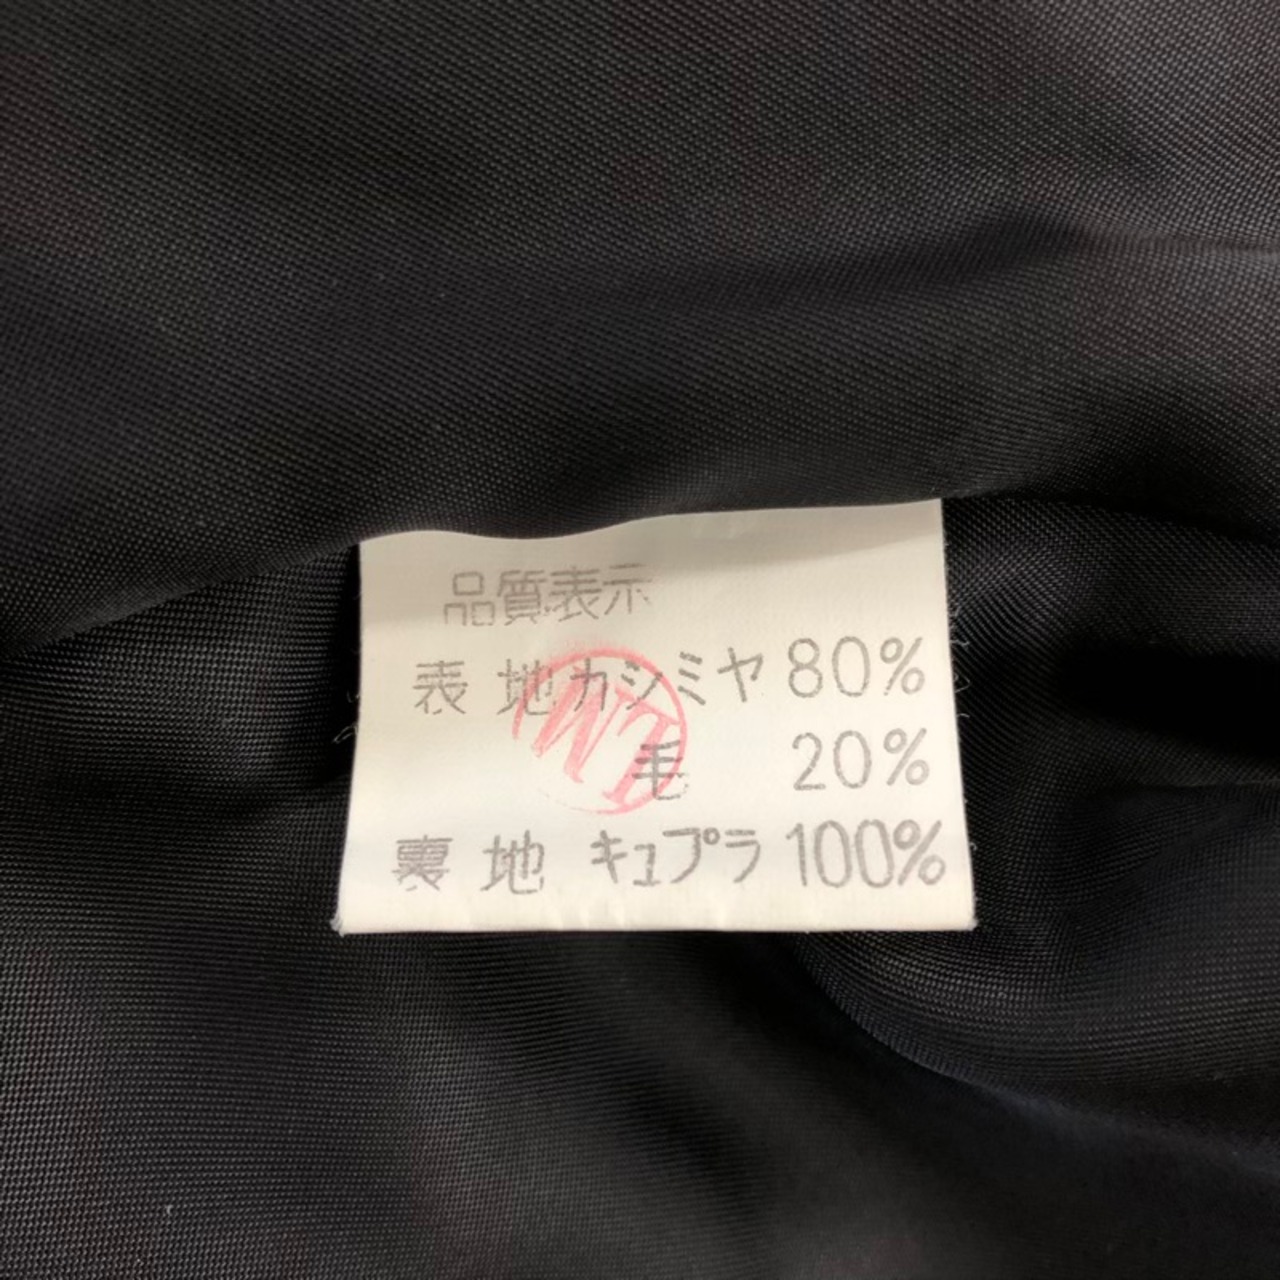 品質表示
表 地 カシミヤ 80%
毛 20%
裏 地 キュプラ 100%